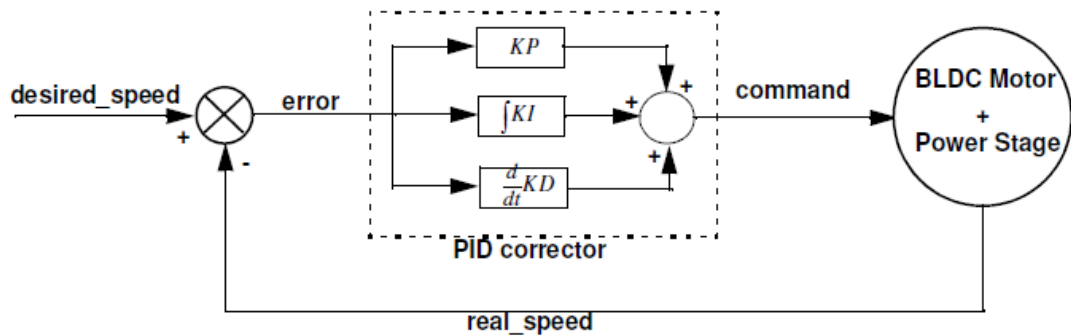 desired_speed
+
-
error
KP
∫KI
d/dt KD
+
+
+
command
BLDC Motor
+
Power Stage
PID corrector
real_speed